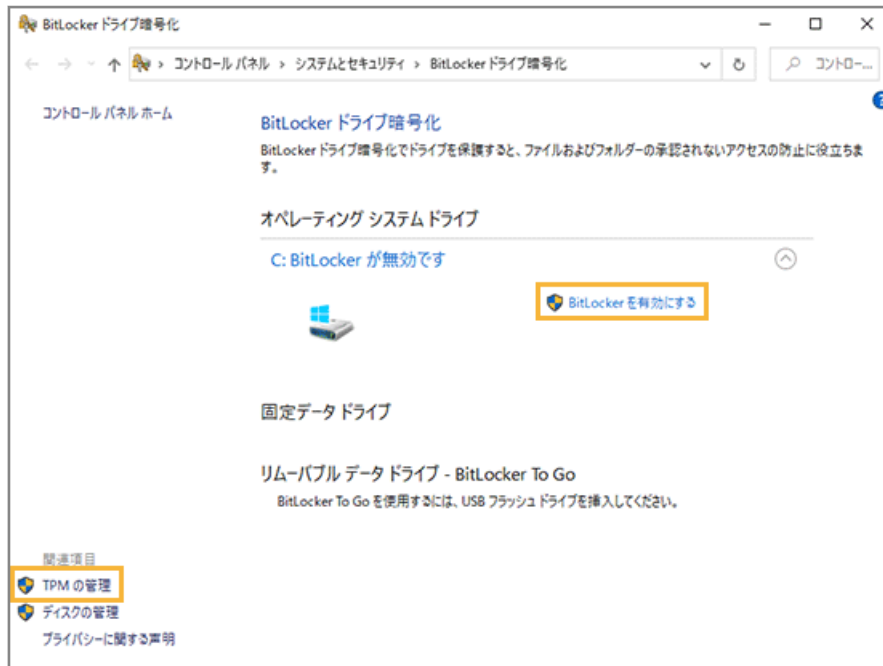 BitLocker ドライブ暗号化
コントロール パネル › システムとセキュリティ › BitLocker ドライブ暗号化
コントロー...
コントロール パネル ホーム
BitLocker ドライブ暗号化
BitLocker ドライブ暗号化でドライブを保護すると、ファイルおよびフォルダーの承認されないアクセスの防止に役立ちま
す。
オペレーティング システム ドライブ
C: BitLocker が無効です
BitLocker を有効にする
固定データ ドライブ
リムーバブル データ ドライブ - BitLocker To Go
BitLocker To Go を使用するには、USB フラッシュ ドライブを挿入してください。
関連項目
TPM の管理
ディスクの管理
プライバシーに関する声明